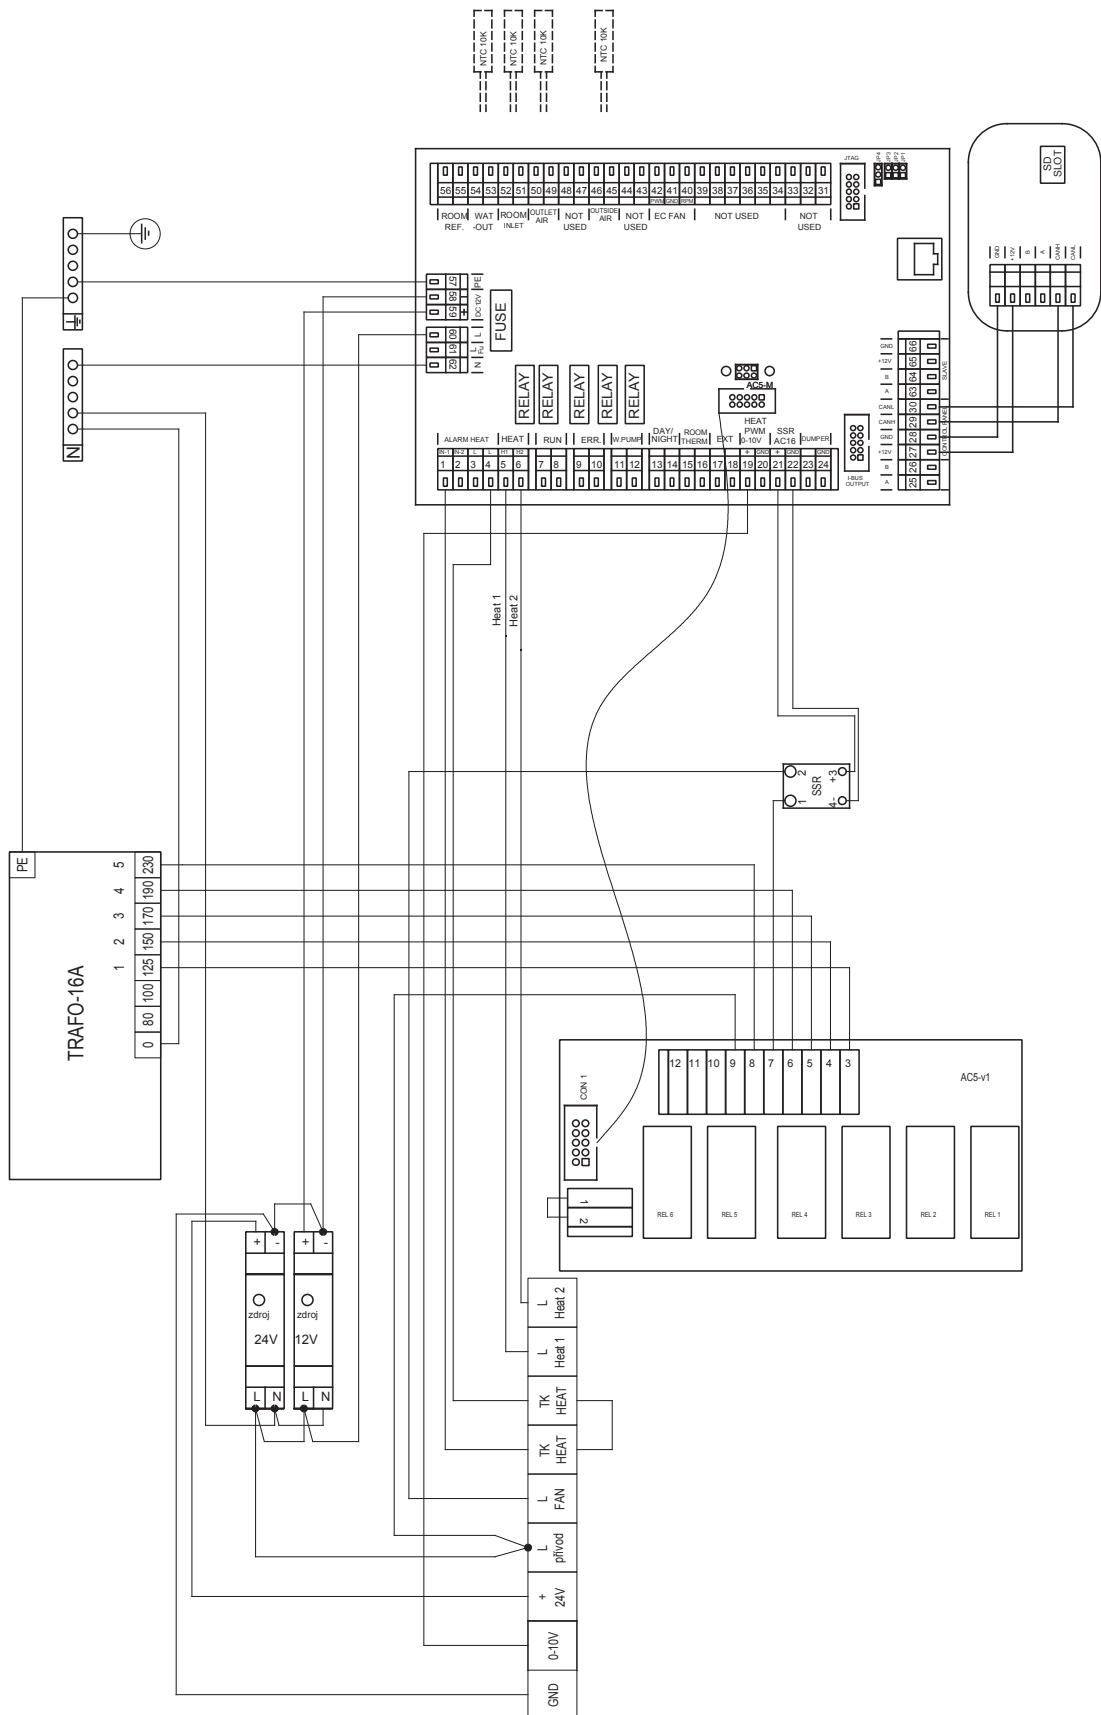 NTC 10K
NTC 10K
NTC 10K
NTC 10K
SD
SLOT
GND
+12V
B
A
CANH
CANL
JTAG
JP4
JP3
JP2
JP1
56 55 54 53 52 51 50 49 48 47 46 45 44 43 42 41 40 39 38 37 36 35 34 33 32 31
PWM GND RPM
ROOM REF.
WAT -OUT
ROOM INLET
OUTLET AIR
NOT USED
OUTSIDE AIR
NOT USED
EC FAN
NOT USED
NOT USED
57 PE
58 -
59 +
DC 12V
60 L
61 L Fu
62 N
FUSE
RELAY
RELAY
RELAY
RELAY
RELAY
AC5-M
ALARM HEAT
HEAT
RUN
ERR.
W.PUMP
DAY/ NIGHT
ROOM THERM
EXT
HEAT PWM 0-10V
SSR AC16
DUMPER
IN-1 IN-2 L L H1 H2 + GND + GND GND
1 2 3 4 5 6 7 8 9 10 11 12 13 14 15 16 17 18 19 20 21 22 23 24
I-BUS OUTPUT
GND 66
+12V 65
B 64
A 63
CANL 30
CANH 29
GND 28
+12V 27
B 26
A 25
SLAVE
CONTROL PANEL
N
Heat 1
Heat 2
2 +3
SSR
1 4-
PE
TRAFO-16A
1 2 3 4 5
0 80 100 125 150 170 190 230
CON 1
12 11 10 9 8 7 6 5 4 3
AC5-v1
1
2
REL 6
REL 5
REL 4
REL 3
REL 2
REL 1
+ -
zdroj
24V
L N
+ -
zdroj
12V
L N
L
Heat 2
L
Heat 1
TK
HEAT
TK
HEAT
L
FAN
L
přívod
+
24V
0-10V
GND